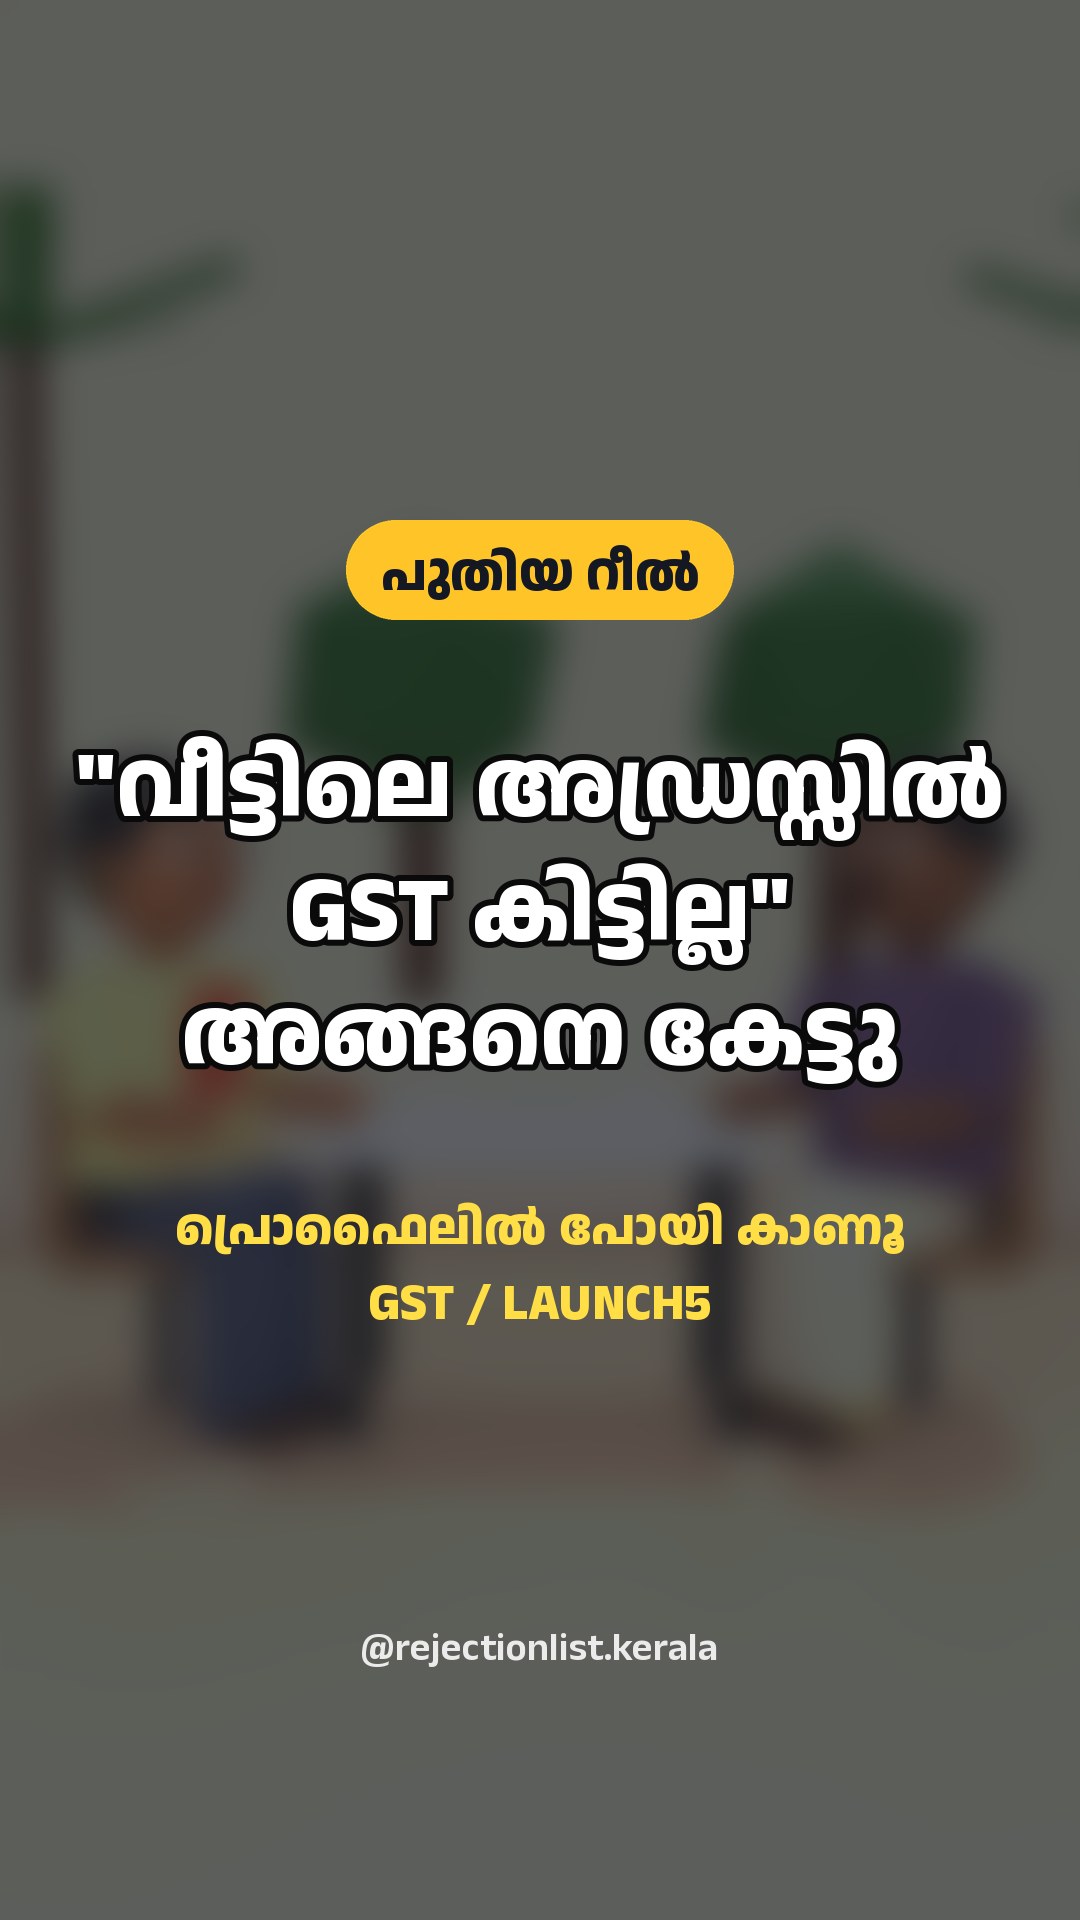 പുതിയ റീൽ
"വീട്ടിലെ അഡ്രസ്സിൽ
GST കിട്ടില്ല"
അങ്ങനെ കേട്ടു
പ്രൊഫൈലിൽ പോയി കാണൂ
GST / LAUNCH5
@rejectionlist.kerala